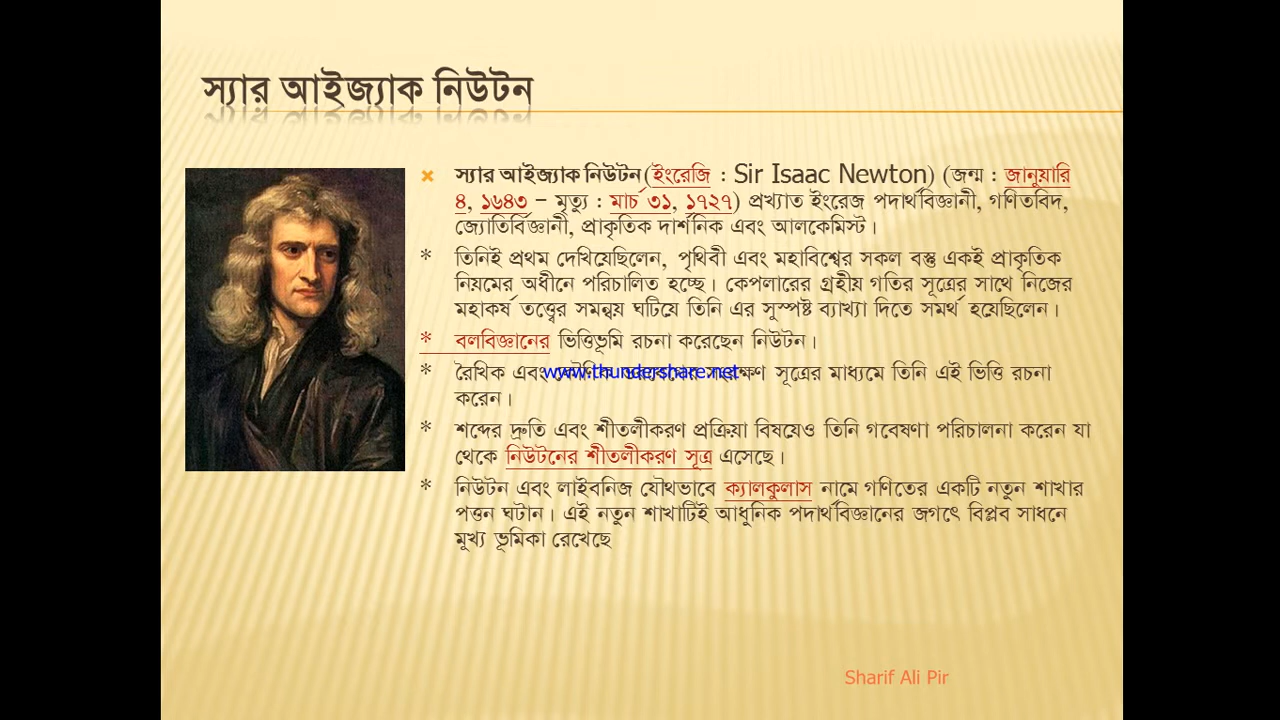 স্যার আইজ্যাক নিউটন
স্যার আইজ্যাক নিউটন (ইংরেজি : Sir Isaac Newton) (জন্ম : জানুয়ারি
৪, ১৬৪৩ – মৃত্যু : মার্চ ৩১, ১৭২৭) প্রখ্যাত ইংরেজ পদার্থবিজ্ঞানী, গণিতবিদ,
জ্যোতির্বিজ্ঞানী, প্রাকৃতিক দার্শনিক এবং আলকেমিস্ট।
* তিনিই প্রথম দেখিয়েছিলেন, পৃথিবী এবং মহাবিশ্বের সকল বস্তু একই প্রাকৃতিক
নিয়মের অধীনে পরিচালিত হচ্ছে। কেপলারের গ্রহীয় গতির সূত্রের সাথে নিজের
মহাকর্ষ তত্ত্বের সমন্বয় ঘটিয়ে তিনি এর সুস্পষ্ট ব্যাখ্যা দিতে সমর্থ হয়েছিলেন।
* বলবিজ্ঞানের ভিত্তিভূমি রচনা করেছেন নিউটন।
* রৈখিক এবং সূত্রের মাধ্যমে তিনি এই ভিত্তি রচনা
www.thundershare.net
করেন।
* শব্দের দ্রুতি এবং শীতলীকরণ প্রক্রিয়া বিষয়েও তিনি গবেষণা পরিচালনা করেন যা
থেকে নিউটনের শীতলীকরণ সূত্র এসেছে।
* নিউটন এবং লাইবনিজ যৌথভাবে ক্যালকুলাস নামে গণিতের একটি নতুন শাখার
পত্তন ঘটান। এই নতুন শাখাটিই আধুনিক পদার্থবিজ্ঞানের জগৎে বিপ্লব সাধনে
মূখ্য ভূমিকা রেখেছে
Sharif Ali Pir